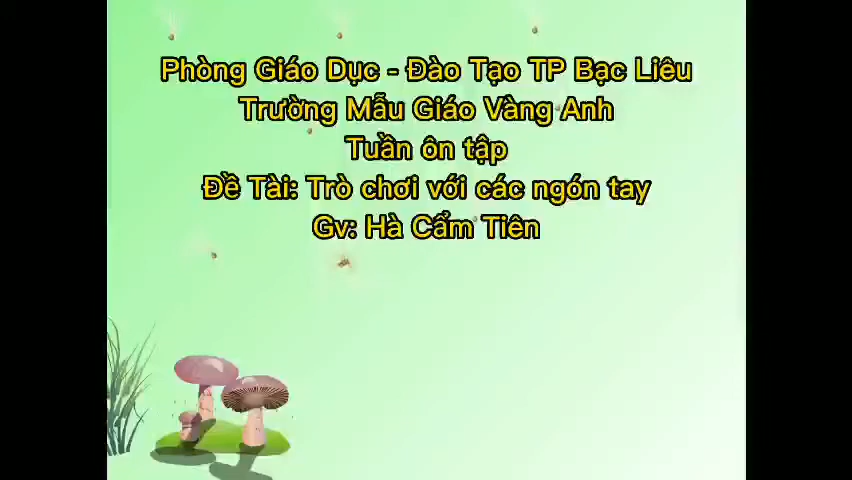 Phòng Giáo Dục - Đào Tạo TP Bạc Liêu
Trường Mẫu Giáo Vàng Anh
Tuần ôn tập
Đề Tài: Trò chơi với các ngón tay
Gv: Hà Cẩm Tiên